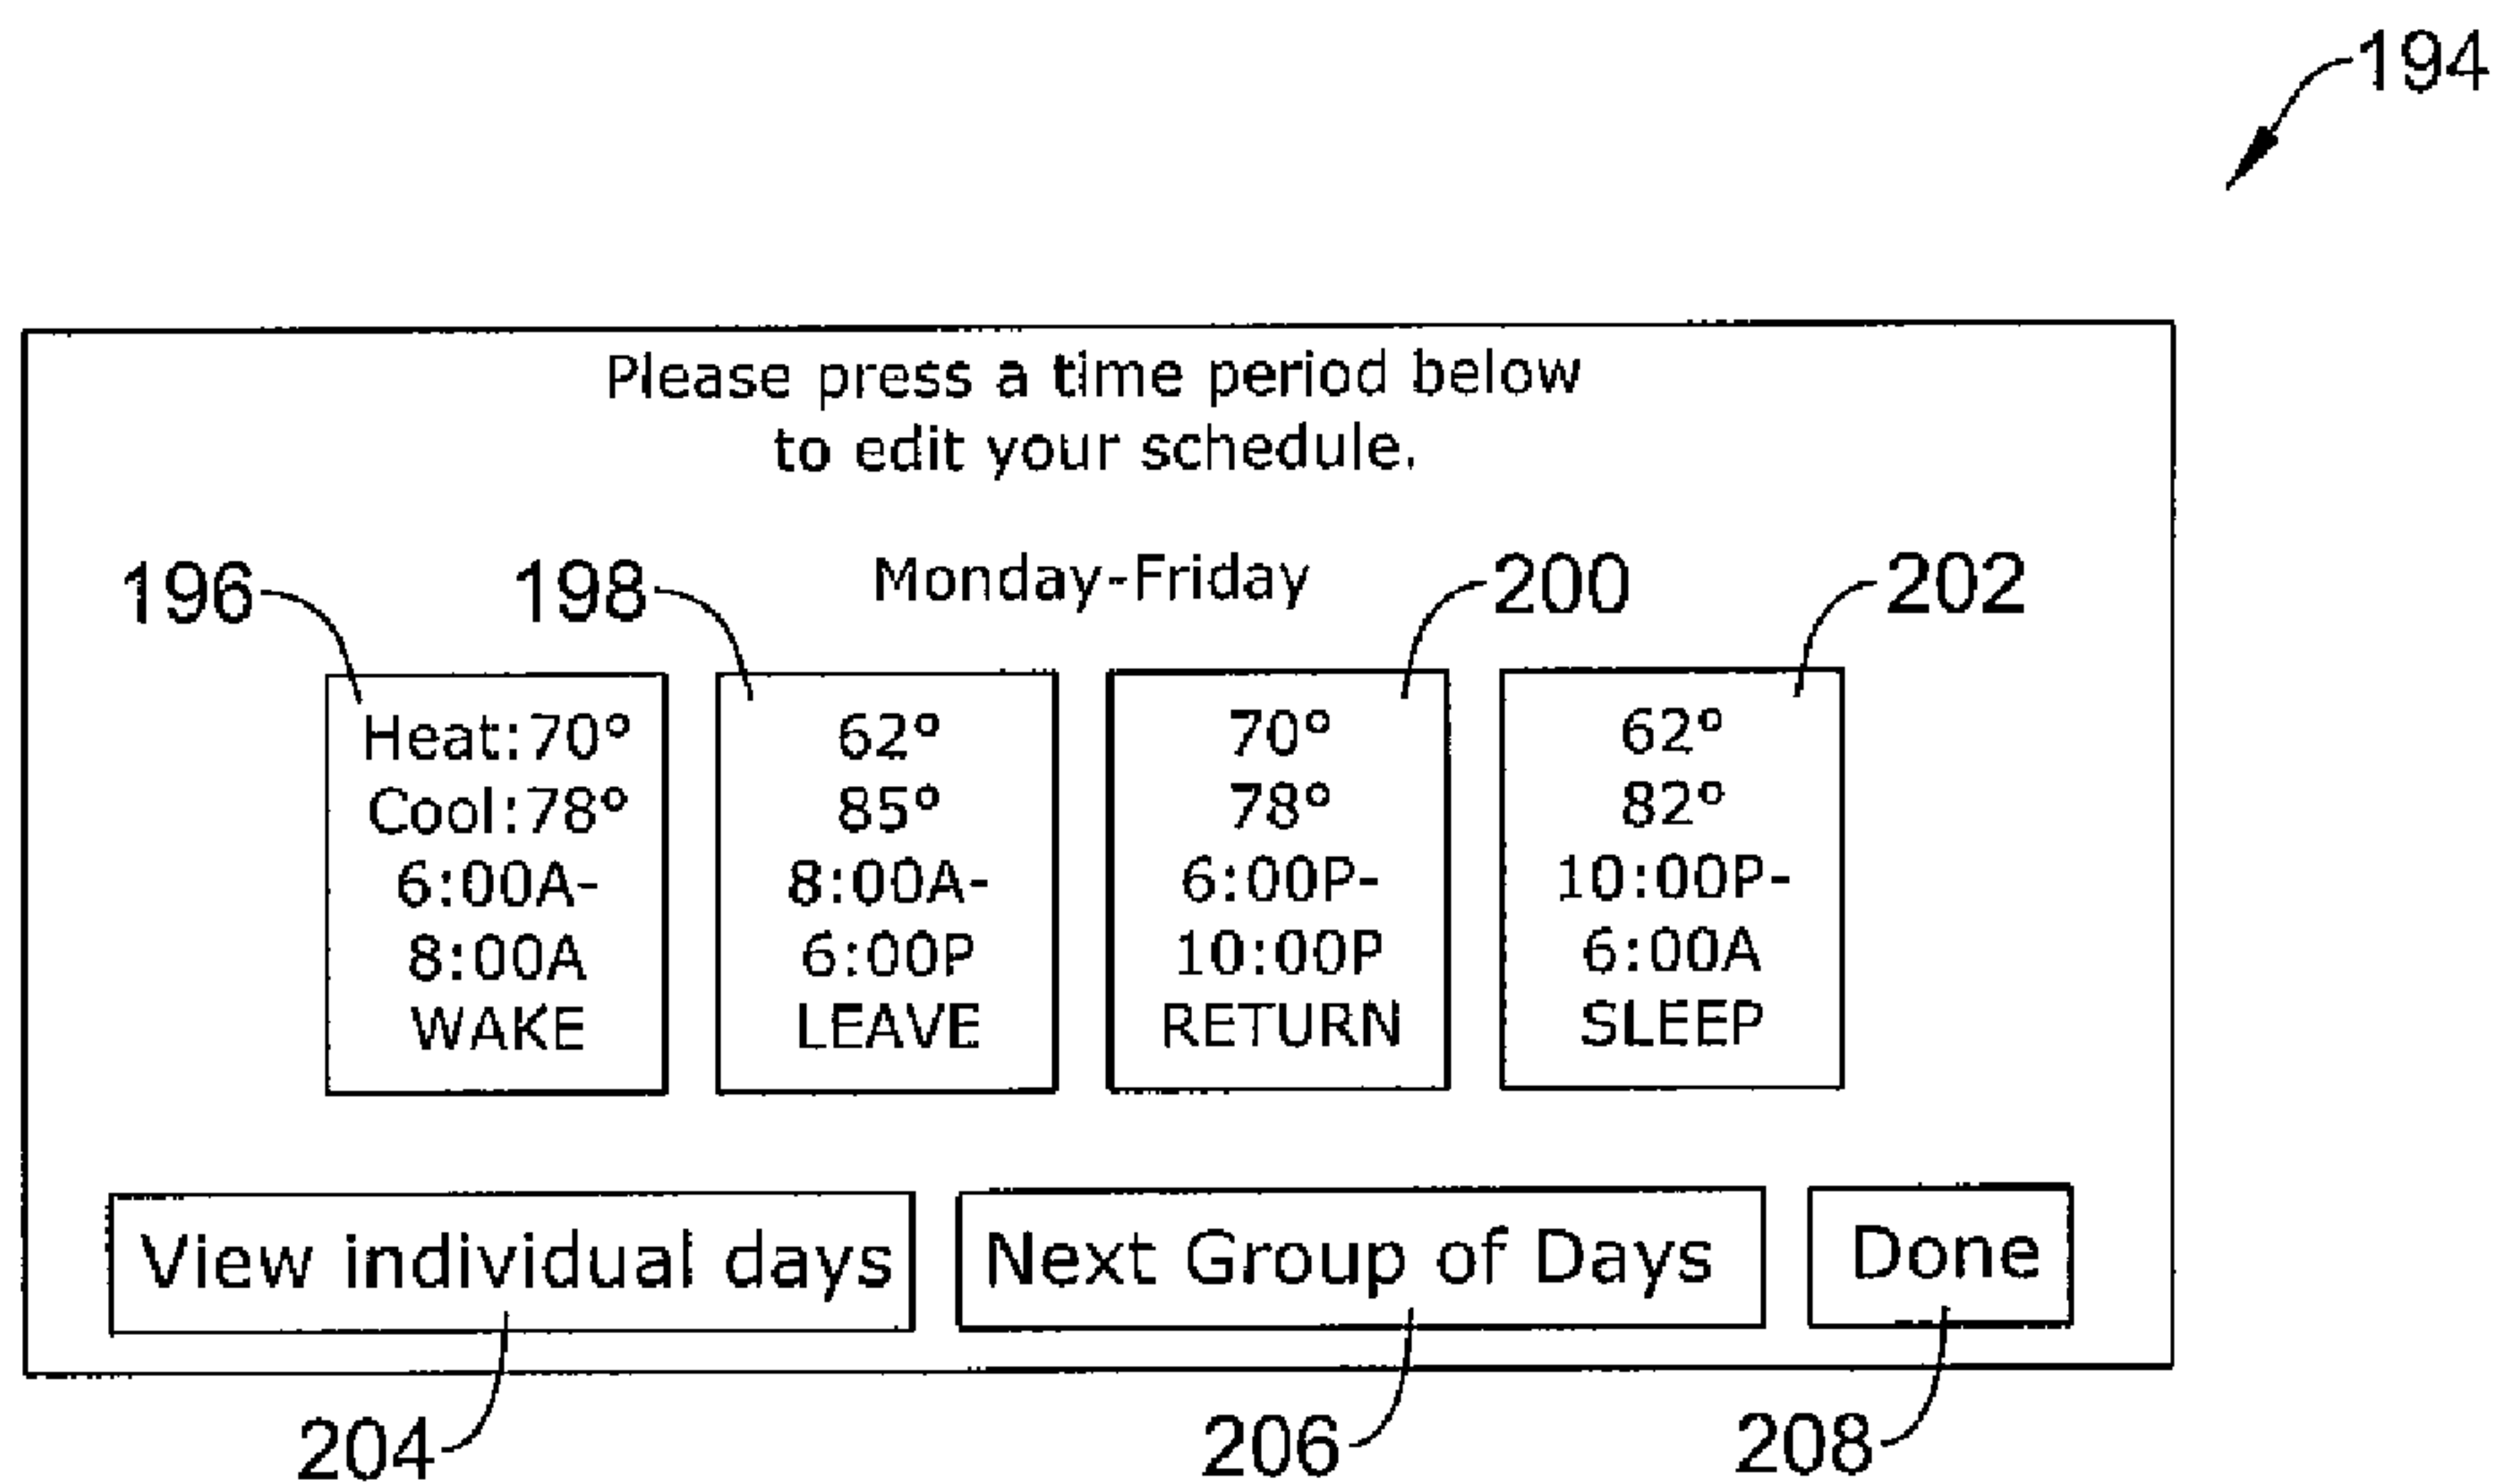 194
Please press a time period below
to edit your schedule.
Monday-Friday
196
198
200
202
Heat:70°
Cool:78°
6:00A-
8:00A
WAKE
62°
85°
8:00A-
6:00P
LEAVE
70°
78°
6:00P-
10:00P
RETURN
62°
82°
10:00P-
6:00A
SLEEP
View individual days
Next Group of Days
Done
204
206
208